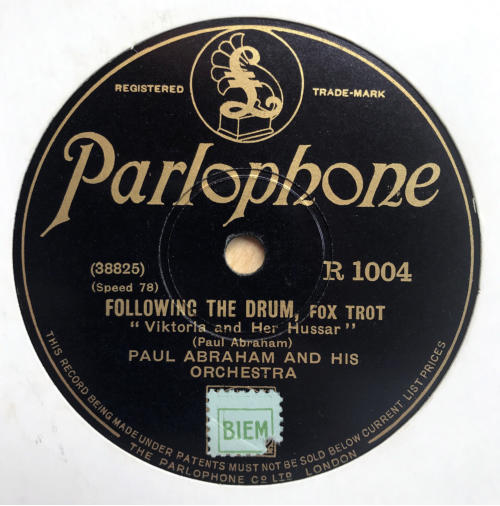 REGISTERED TRADE-MARK
Parlophone
(38825) R 1004
(Speed 78)
FOLLOWING THE DRUM, FOX TROT
"Viktoria and Her Hussar"
(Paul Abraham)
PAUL ABRAHAM AND HIS
ORCHESTRA
BIEM
THIS RECORD BEING MADE UNDER PATENTS MUST NOT BE SOLD BELOW CURRENT LIST PRICES
THE PARLOPHONE CO LTD LONDON